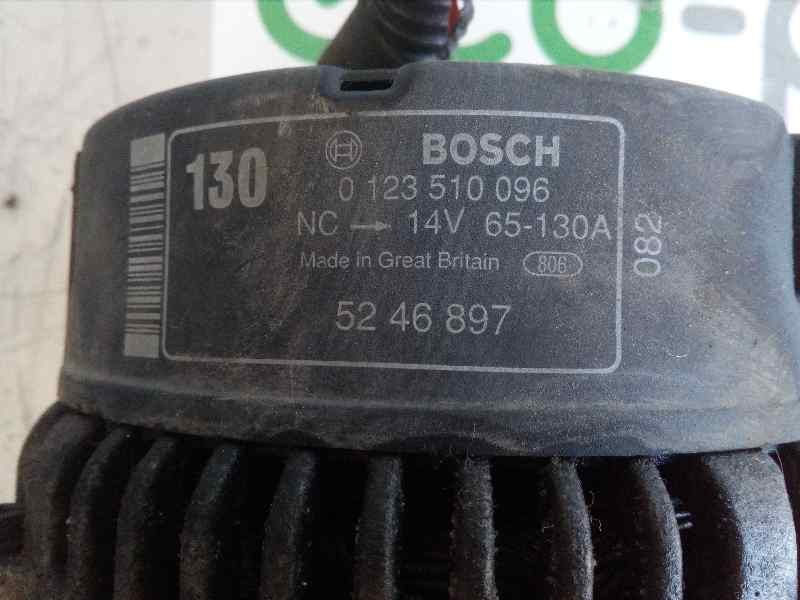 130
BOSCH
0 123 510 096
NC → 14V 65-130A
Made in Great Britain 806
52 46 897
082